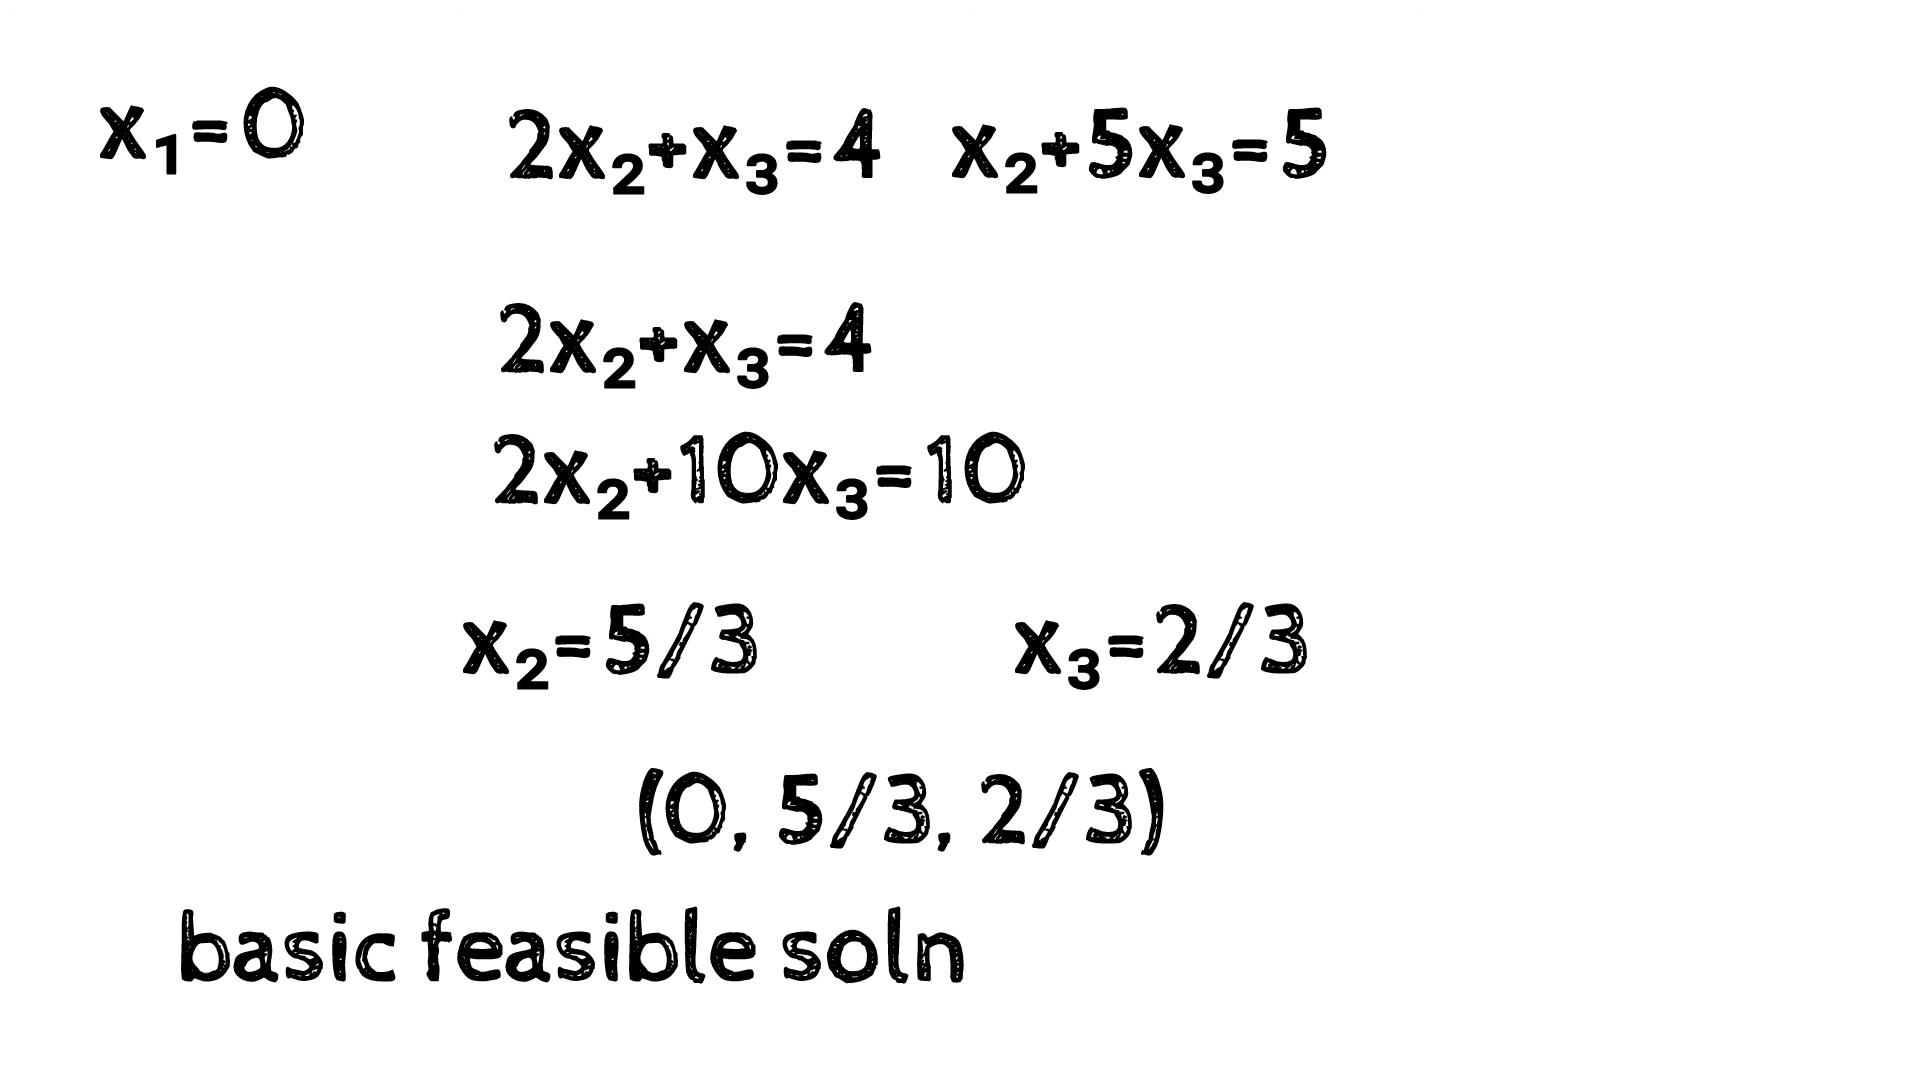 x₁=0 2x₂+x₃=4 x₂+5x₃=5
2x₂+x₃=4
2x₂+10x₃=10
x₂=5/3 x₃=2/3
(0, 5/3, 2/3)
basic feasible soln